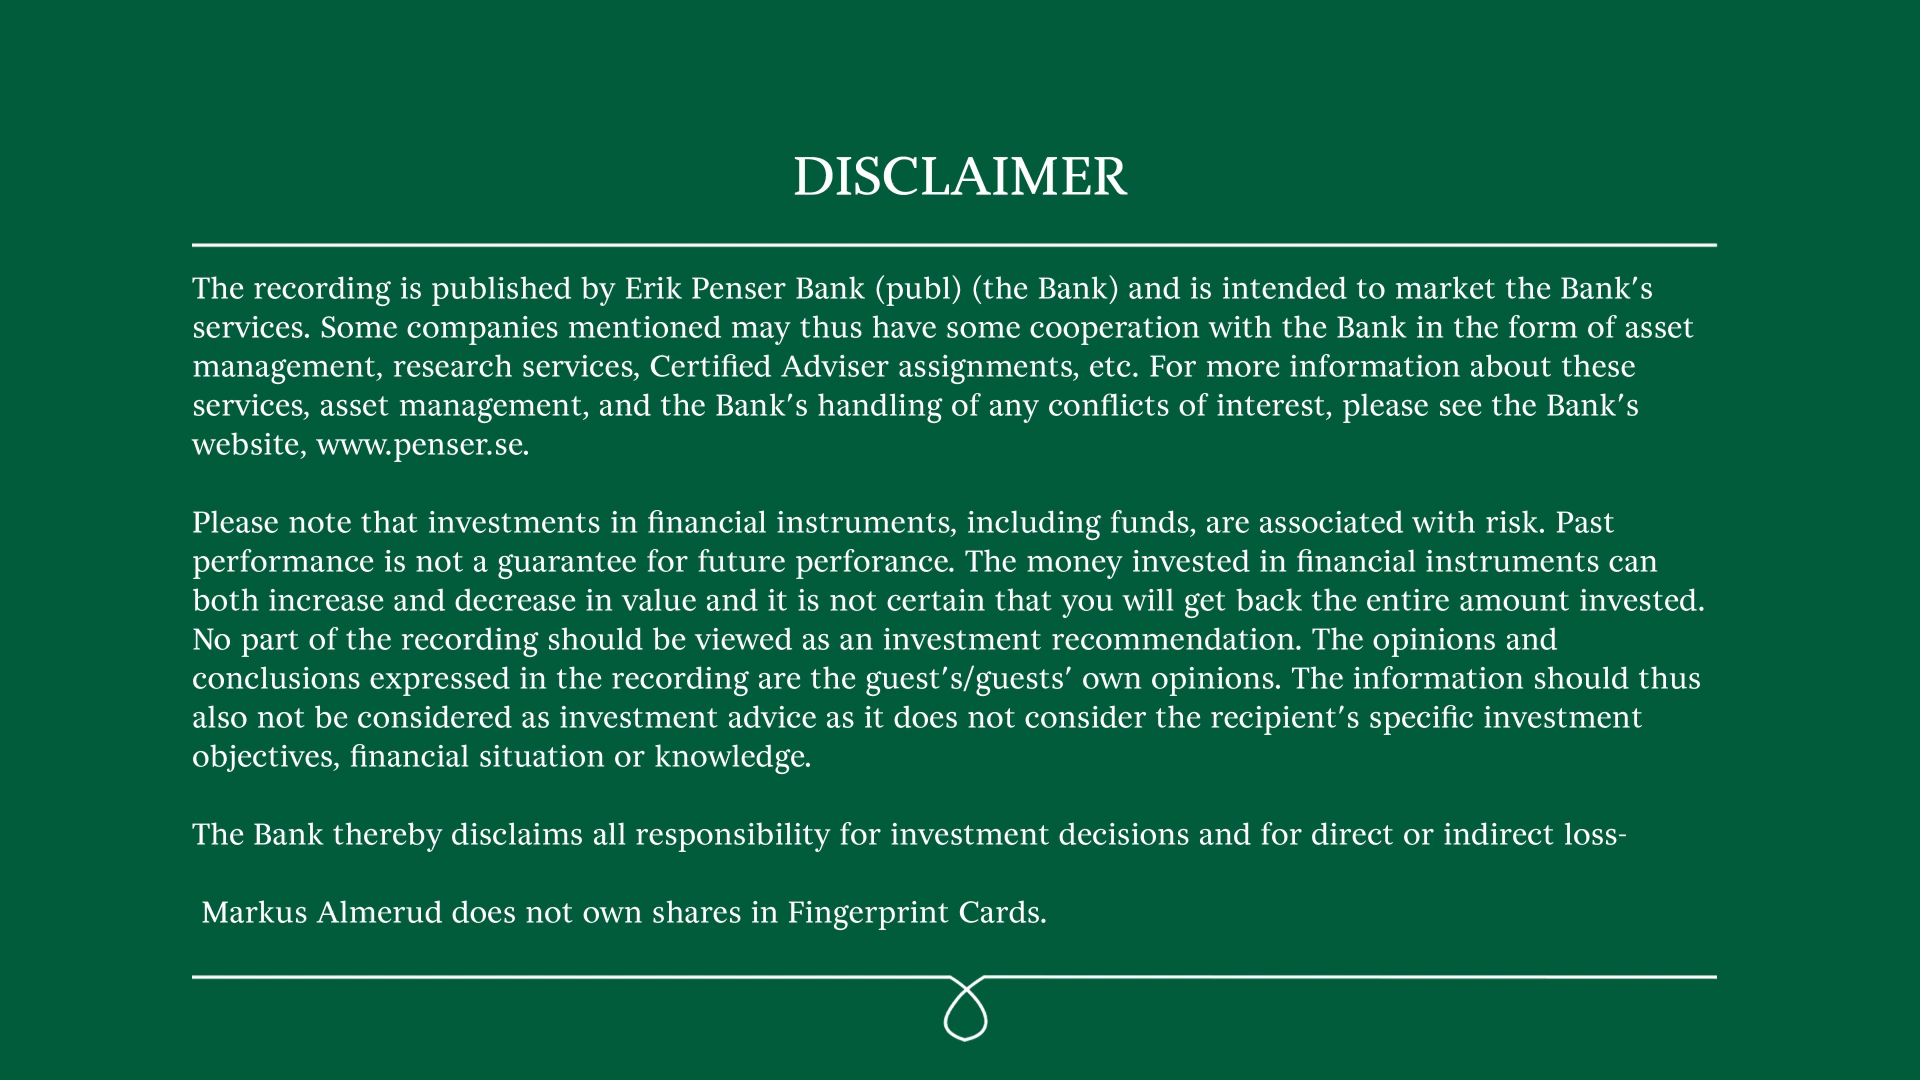 DISCLAIMER
The recording is published by Erik Penser Bank (publ) (the Bank) and is intended to market the Bank′s
services. Some companies mentioned may thus have some cooperation with the Bank in the form of asset
management, research services, Certified Adviser assignments, etc. For more information about these
services, asset management, and the Bank′s handling of any conflicts of interest, please see the Bank′s
website, www.penser.se.
Please note that investments in financial instruments, including funds, are associated with risk. Past
performance is not a guarantee for future perforance. The money invested in financial instruments can
both increase and decrease in value and it is not certain that you will get back the entire amount invested.
No part of the recording should be viewed as an investment recommendation. The opinions and
conclusions expressed in the recording are the guest′s/guests′ own opinions. The information should thus
also not be considered as investment advice as it does not consider the recipient′s specific investment
objectives, financial situation or knowledge.
The Bank thereby disclaims all responsibility for investment decisions and for direct or indirect loss-
Markus Almerud does not own shares in Fingerprint Cards.